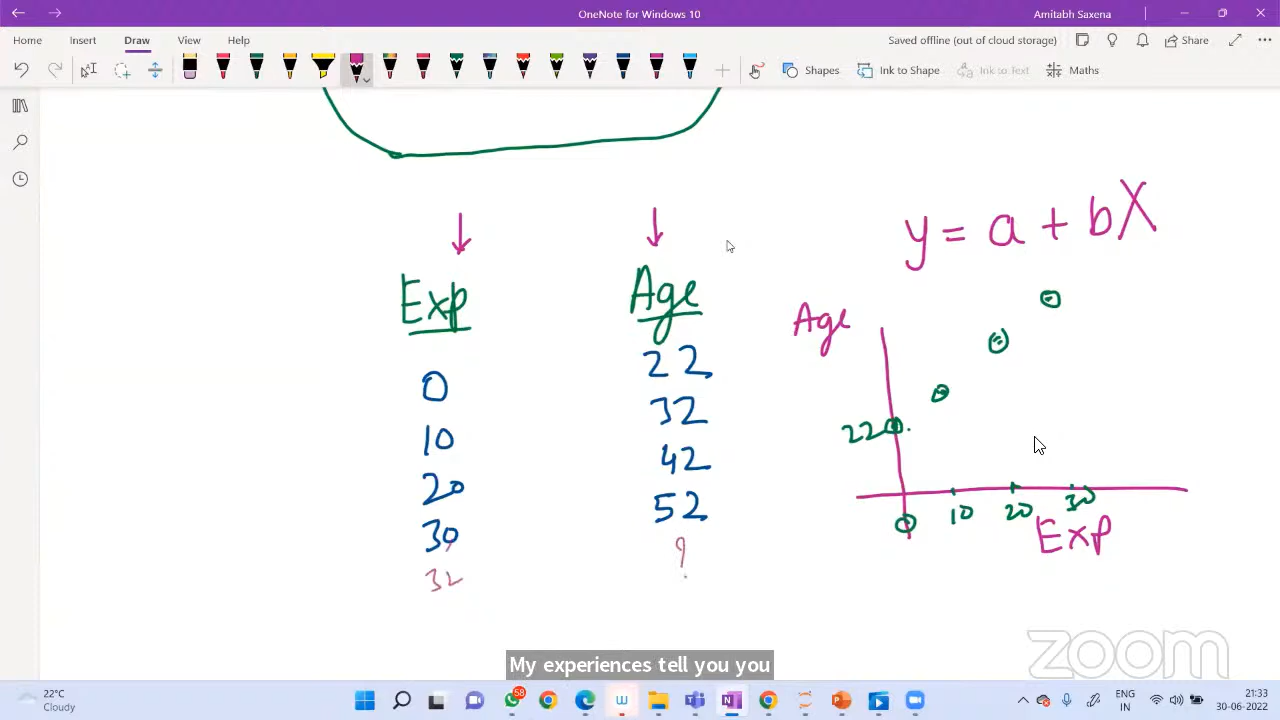 OneNote for Windows 10
Amitabh Saxena
Home Insert Draw View Help
Saved offline (out of cloud storage)
Share
Shapes
Ink to Shape
Ink to Text
Maths
y = a + bX
Exp Age
0 22
10 32
20 42
30 52
32 ?
Age
22
0 10 20 30
Exp
zoom
My experiences tell you you
22°C
Cloudy
58
ENG
IN
21:33
30-06-2022